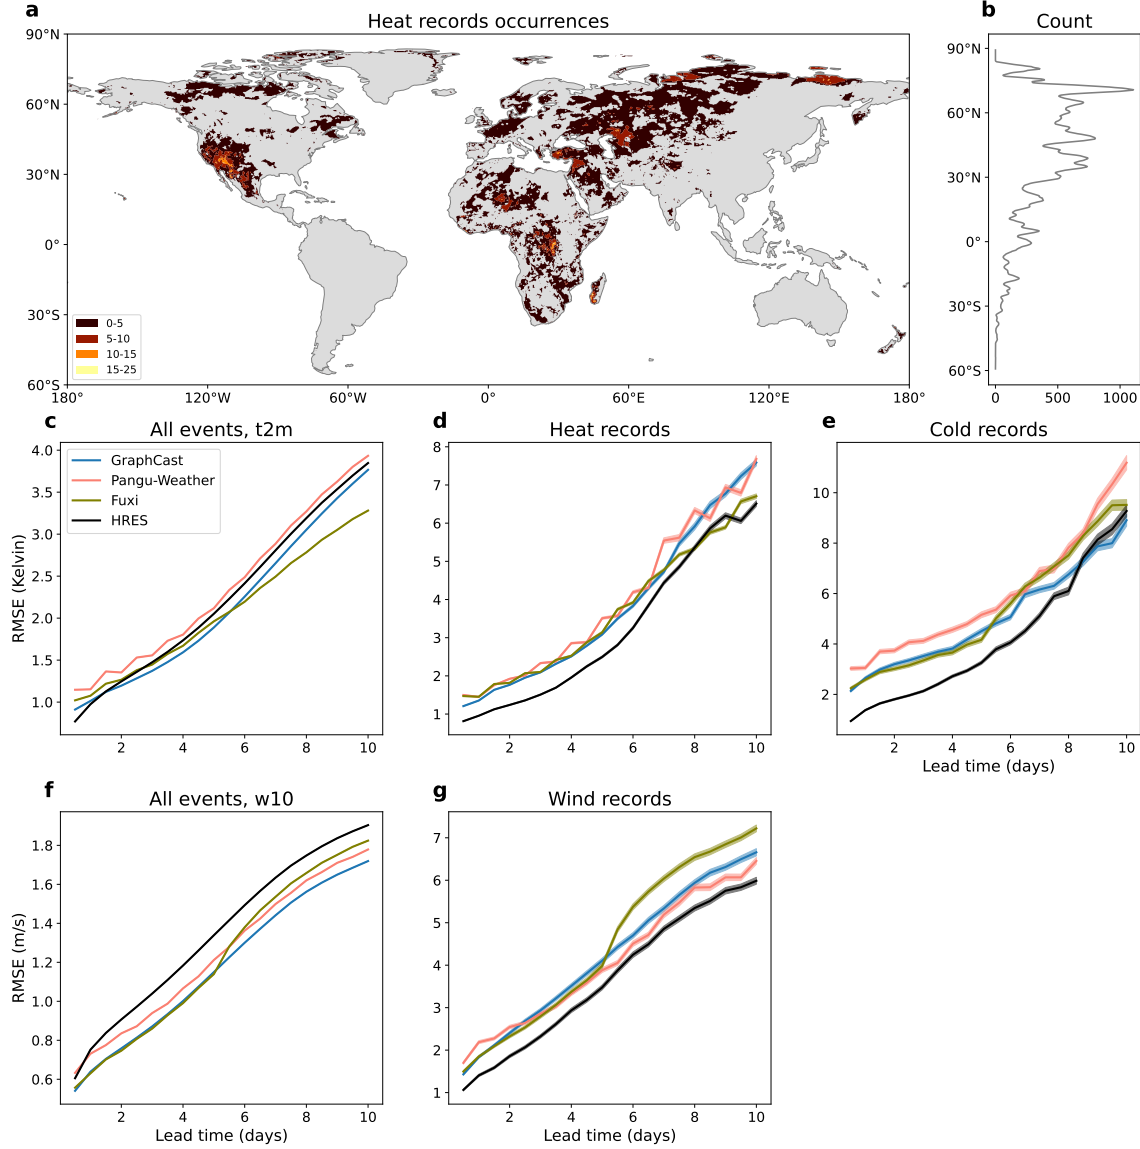 a
Heat records occurrences
90°N
60°N
30°N
0°
30°S
60°S
180°
120°W
60°W
0°
60°E
120°E
180°
0-5
5-10
10-15
15-25
b
Count
90°N
60°N
30°N
0°
30°S
60°S
0
500
1000
c
All events, t2m
RMSE (Kelvin)
4.0
3.5
3.0
2.5
2.0
1.5
1.0
2
4
6
8
10
GraphCast
Pangu-Weather
Fuxi
HRES
d
Heat records
8
7
6
5
4
3
2
1
2
4
6
8
10
e
Cold records
10
8
6
4
2
2
4
6
8
10
Lead time (days)
f
All events, w10
RMSE (m/s)
1.8
1.6
1.4
1.2
1.0
0.8
0.6
2
4
6
8
10
Lead time (days)
g
Wind records
7
6
5
4
3
2
1
2
4
6
8
10
Lead time (days)